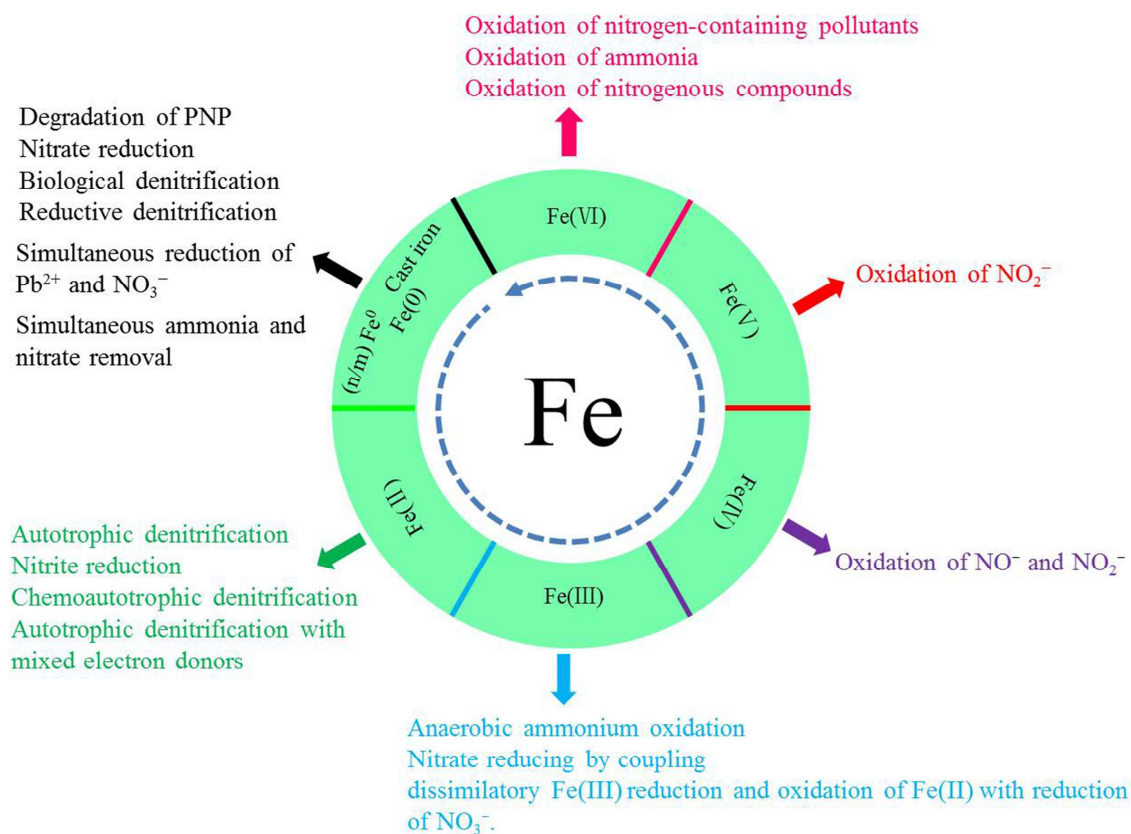 Oxidation of nitrogen-containing pollutants
Oxidation of ammonia
Oxidation of nitrogenous compounds
Degradation of PNP
Nitrate reduction
Biological denitrification
Reductive denitrification
Simultaneous reduction of
Pb²⁺ and NO₃⁻
Simultaneous ammonia and
nitrate removal
Fe(VI)
Cast iron
Fe(0)
(n/m) Fe⁰
Fe(V)
Oxidation of NO₂⁻
Fe
Fe(II)
Fe(IV)
Fe(III)
Autotrophic denitrification
Nitrite reduction
Chemoautotrophic denitrification
Autotrophic denitrification with
mixed electron donors
Oxidation of NO⁻ and NO₂⁻
Anaerobic ammonium oxidation
Nitrate reducing by coupling
dissimilatory Fe(III) reduction and oxidation of Fe(II) with reduction
of NO₃⁻.